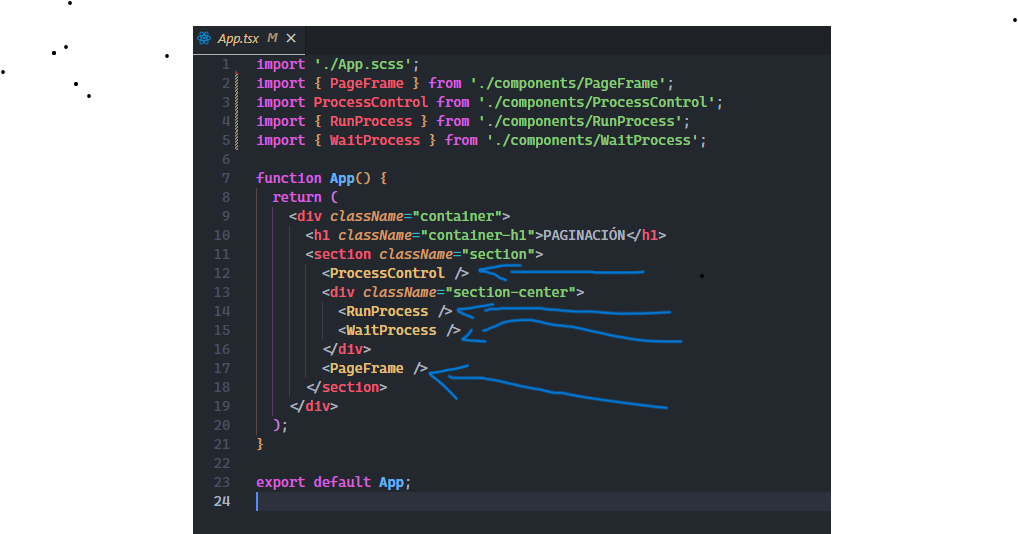 App.tsx M ×
1 import './App.scss';
2 import { PageFrame } from './components/PageFrame';
3 import ProcessControl from './components/ProcessControl';
4 import { RunProcess } from './components/RunProcess';
5 import { WaitProcess } from './components/WaitProcess';
6
7 function App() {
8   return (
9     <div className="container">
10       <h1 className="container-h1">PAGINACIÓN</h1>
11       <section className="section">
12         <ProcessControl />
13         <div className="section-center">
14           <RunProcess />
15           <WaitProcess />
16         </div>
17         <PageFrame />
18       </section>
19     </div>
20   );
21 }
22
23 export default App;
24